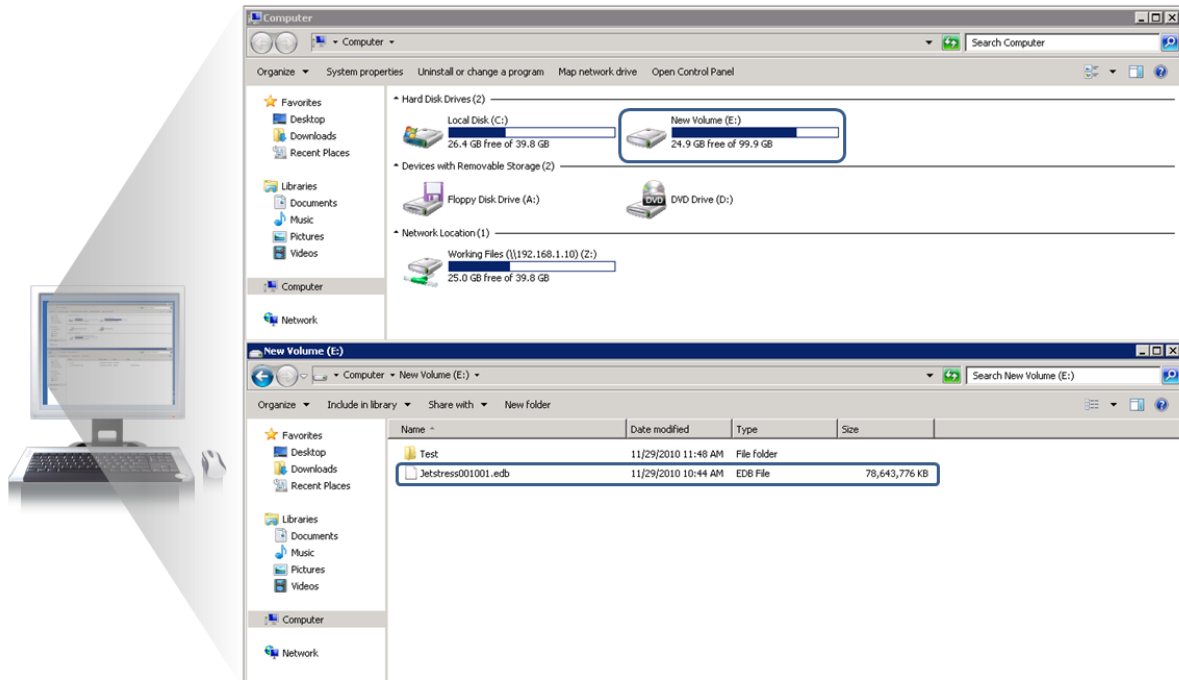 Computer
Computer
Search Computer
Organize System properties Uninstall or change a program Map network drive Open Control Panel
Favorites
Desktop
Downloads
Recent Places
Libraries
Documents
Music
Pictures
Videos
Computer
Network
Hard Disk Drives (2)
Local Disk (C:)
26.4 GB free of 39.8 GB
New Volume (E:)
24.9 GB free of 99.9 GB
Devices with Removable Storage (2)
Floppy Disk Drive (A:)
DVD
DVD Drive (D:)
Network Location (1)
Working Files (\\192.168.1.10) (Z:)
25.0 GB free of 39.8 GB
New Volume (E:)
Computer New Volume (E:)
Search New Volume (E:)
Organize Include in library Share with New folder
Favorites
Desktop
Downloads
Recent Places
Libraries
Documents
Music
Pictures
Videos
Computer
Network
Name Date modified Type Size
Test 11/29/2010 11:48 AM File folder
Jetstress001001.edb 11/29/2010 10:44 AM EDB File 78,643,776 KB